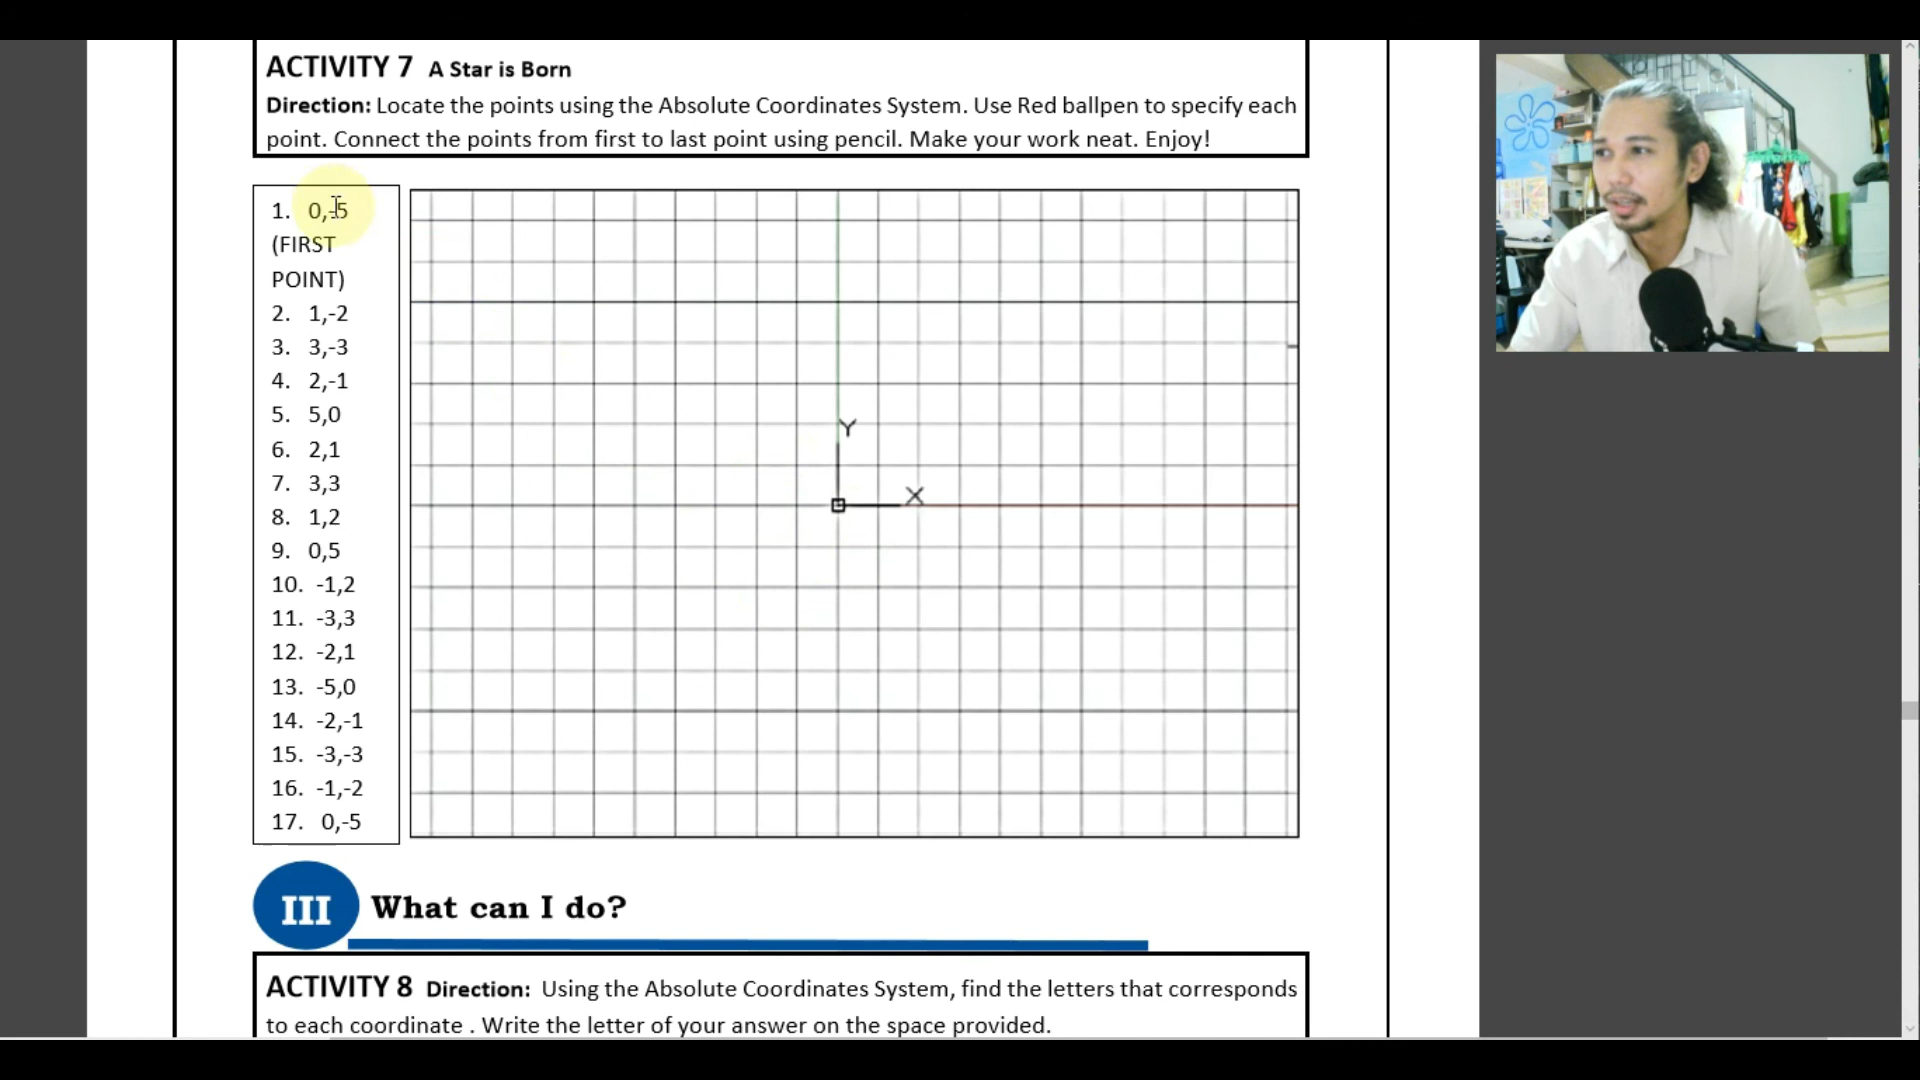 ACTIVITY 7 A Star is Born
Direction: Locate the points using the Absolute Coordinates System. Use Red ballpen to specify each
point. Connect the points from first to last point using pencil. Make your work neat. Enjoy!
1. 0,-5
(FIRST
POINT)
2. 1,-2
3. 3,-3
4. 2,-1
5. 5,0
6. 2,1
7. 3,3
8. 1,2
9. 0,5
10. -1,2
11. -3,3
12. -2,1
13. -5,0
14. -2,-1
15. -3,-3
16. -1,-2
17. 0,-5
Y
X
III What can I do?
ACTIVITY 8 Direction: Using the Absolute Coordinates System, find the letters that corresponds
to each coordinate . Write the letter of your answer on the space provided.